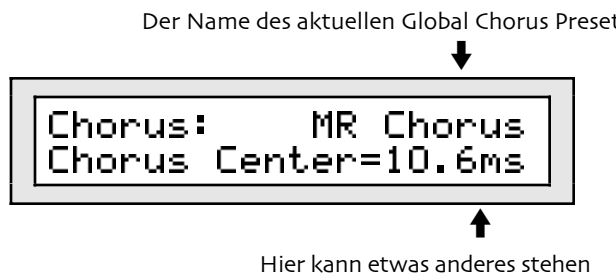 Der Name des aktuellen Global Chorus Preset
Chorus: MR Chorus
Chorus Center=10.6ms
Hier kann etwas anderes stehen